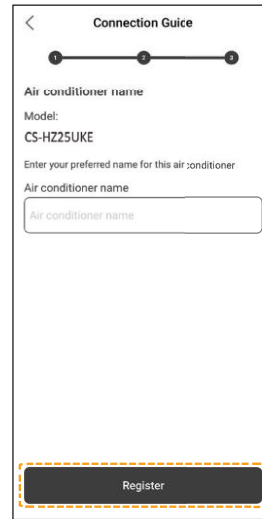 Connection Guide
1 2 3
Air conditioner name
Model:
CS-HZ25UKE
Enter your preferred name for this air conditioner
Air conditioner name
Air conditioner name
Register